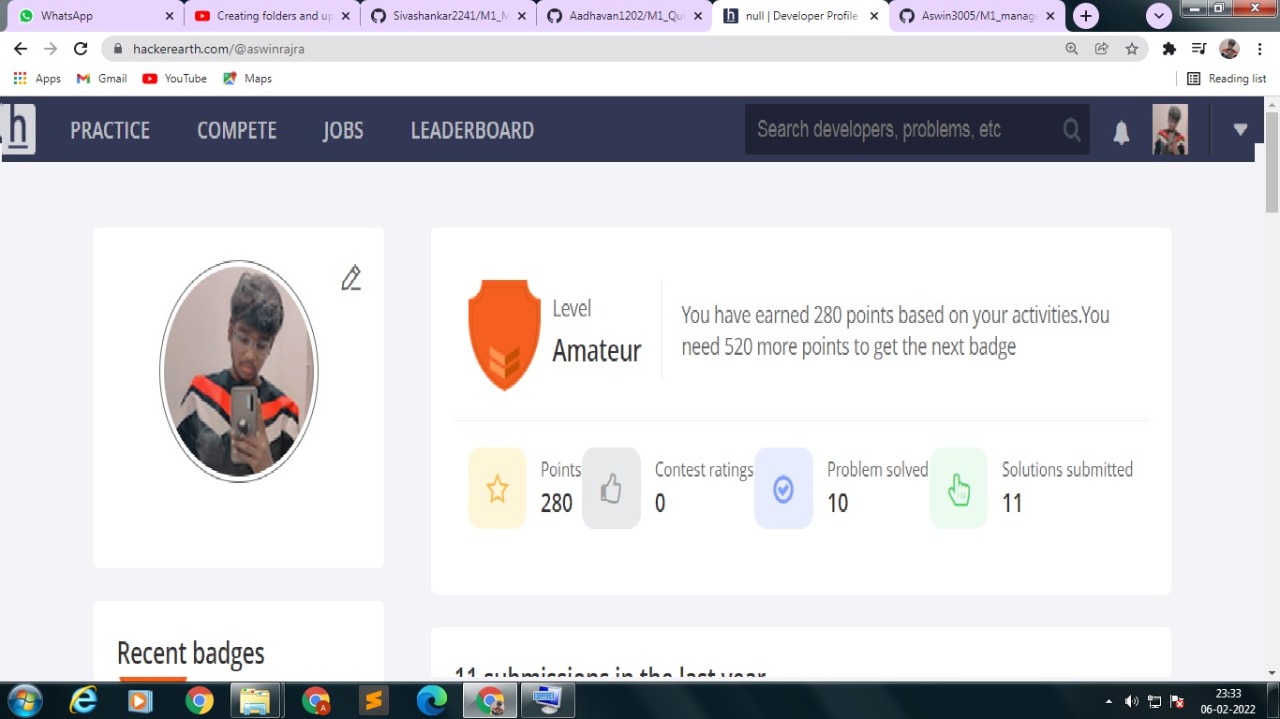 WhatsApp
Creating folders and up
Sivashankar2241/M1_M
Aadhavan1202/M1_Qui
null | Developer Profile
Aswin3005/M1_manage
hackerearth.com/@aswinrajra
Apps
Gmail
YouTube
Maps
Reading list
h
PRACTICE
COMPETE
JOBS
LEADERBOARD
Search developers, problems, etc
Level
Amateur
You have earned 280 points based on your activities.You
need 520 more points to get the next badge
Points
280
Contest ratings
0
Problem solved
10
Solutions submitted
11
Recent badges
11 submissions in the last year
23:33
06-02-2022